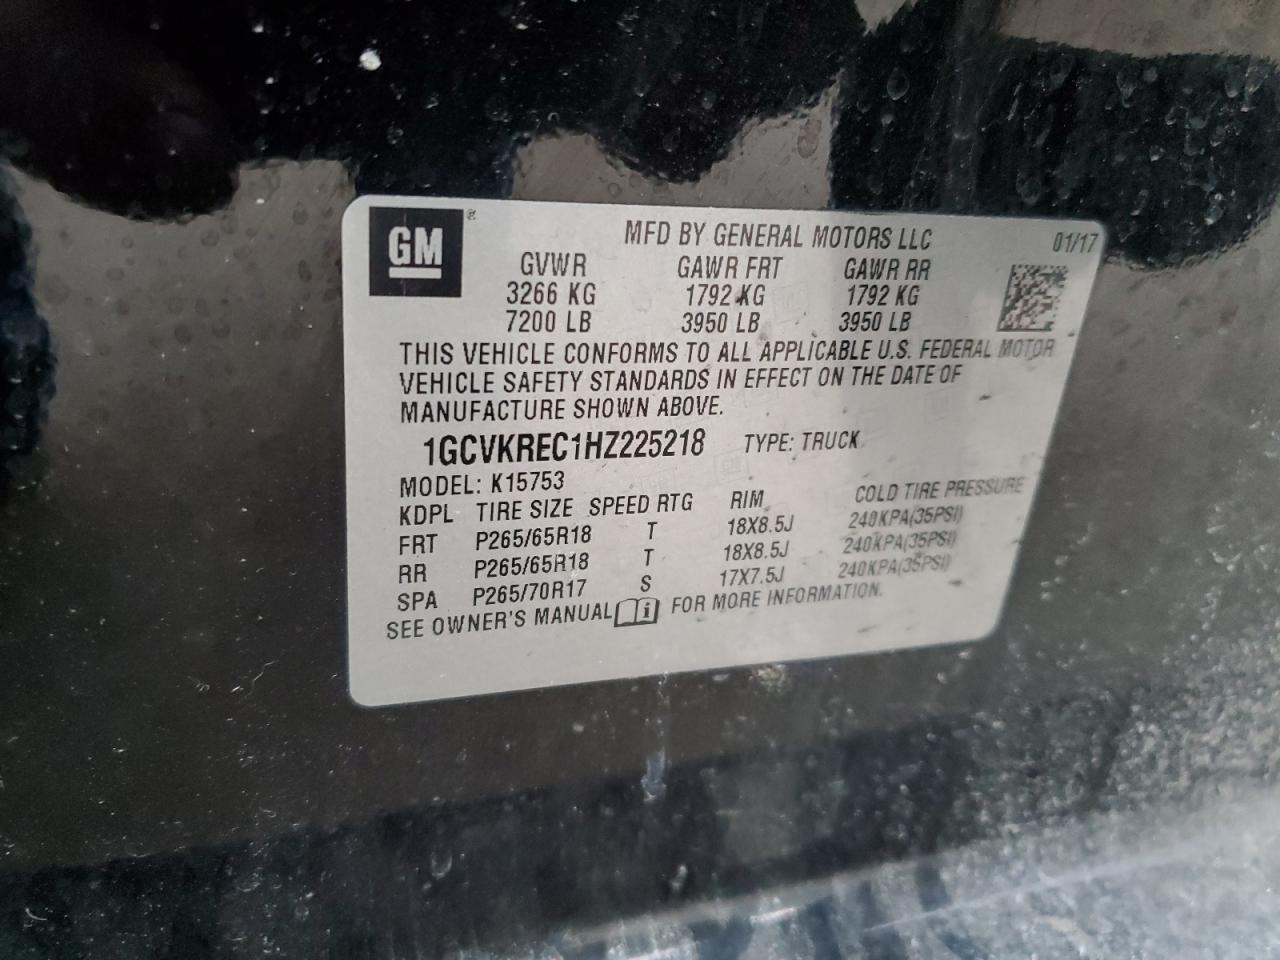 GM ®
MFD BY GENERAL MOTORS LLC 01/17
GVWR GAWR FRT GAWR RR
3266 KG 1792 KG 1792 KG
7200 LB 3950 LB 3950 LB
THIS VEHICLE CONFORMS TO ALL APPLICABLE U.S. FEDERAL MOTOR
VEHICLE SAFETY STANDARDS IN EFFECT ON THE DATE OF
MANUFACTURE SHOWN ABOVE.
1GCVKREC1HZ225218 TYPE: TRUCK
MODEL: K15753
KDPL TIRE SIZE SPEED RTG RIM COLD TIRE PRESSURE
FRT P265/65R18 T 18X8.5J 240KPA(35PSI)
RR P265/65R18 T 18X8.5J 240KPA(35PSI)
SPA P265/70R17 S 17X7.5J 240KPA(35PSI)
SEE OWNER'S MANUAL FOR MORE INFORMATION.